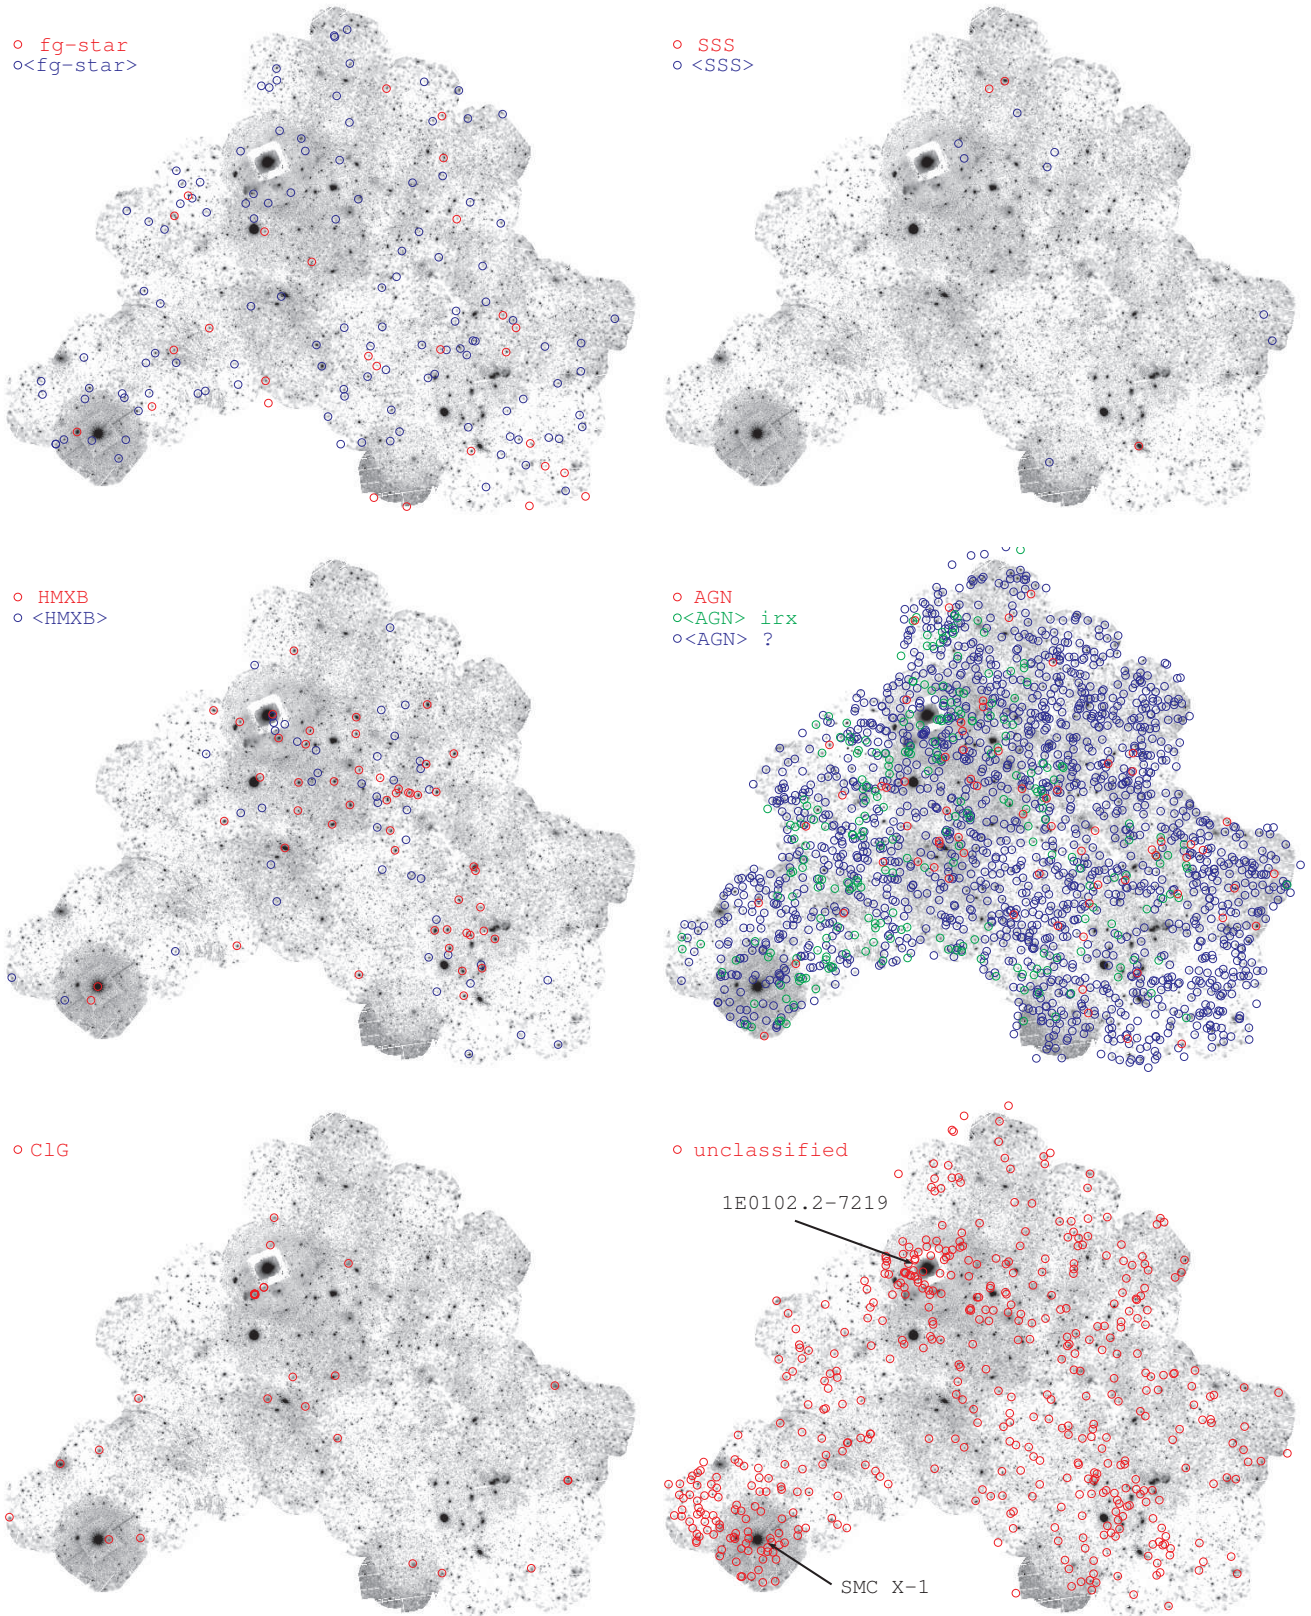 fg-star
<fg-star>
SSS
<SSS>
HMXB
<HMXB>
AGN
<AGN> irx
<AGN> ?
ClG
unclassified
1E0102.2-7219
SMC X-1